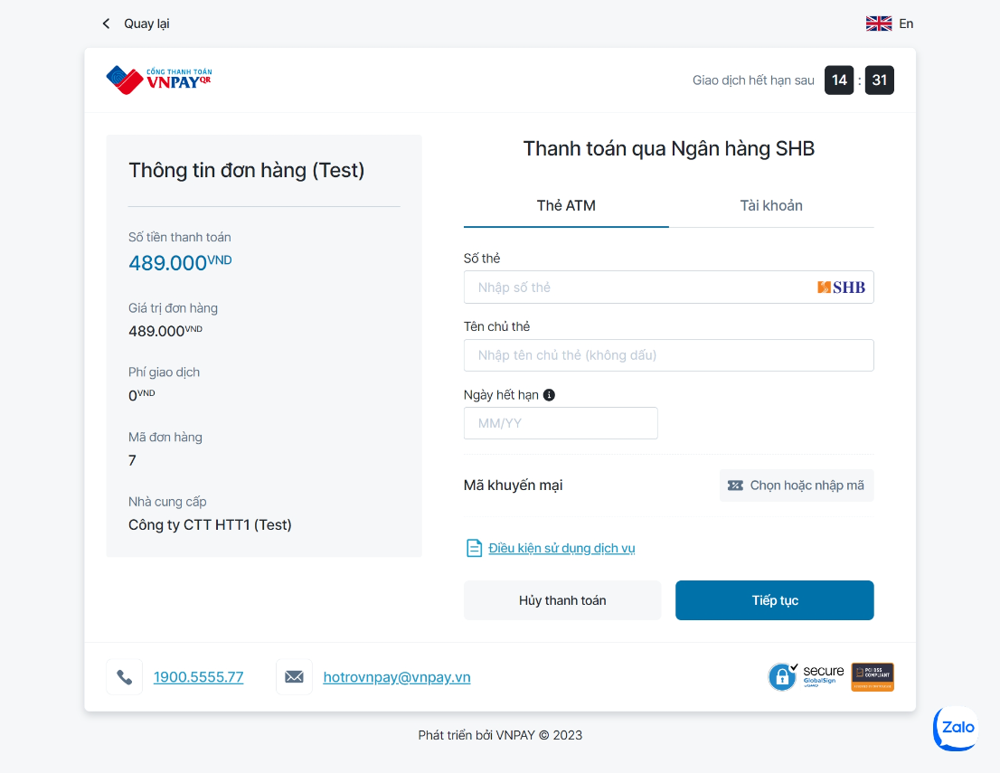 Quay lại
En
CỔNG THANH TOÁN
VNPAYQR
Giao dịch hết hạn sau 14 : 31
Thông tin đơn hàng (Test)
Số tiền thanh toán
489.000VND
Giá trị đơn hàng
489.000VND
Phí giao dịch
0VND
Mã đơn hàng
7
Nhà cung cấp
Công ty CTT HTT1 (Test)
Thanh toán qua Ngân hàng SHB
Thẻ ATM
Tài khoản
Số thẻ
Nhập số thẻ
SHB
Tên chủ thẻ
Nhập tên chủ thẻ (không dấu)
Ngày hết hạn
MM/YY
Mã khuyến mại
Chọn hoặc nhập mã
Điều kiện sử dụng dịch vụ
Hủy thanh toán
Tiếp tục
1900.5555.77
hotrovnpay@vnpay.vn
secure
GlobalSign
PCI DSS
COMPLIANT
Phát triển bởi VNPAY © 2023
Zalo